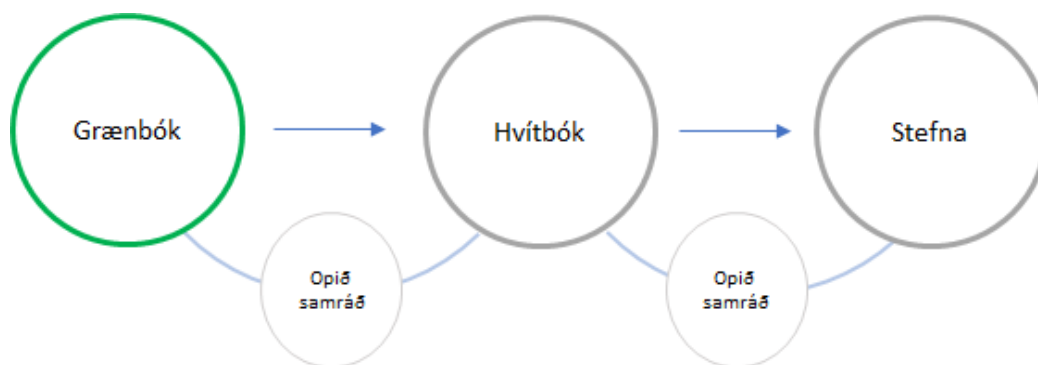 Grænbók
Hvítbók
Stefna
Opið
samráð
Opið
samráð